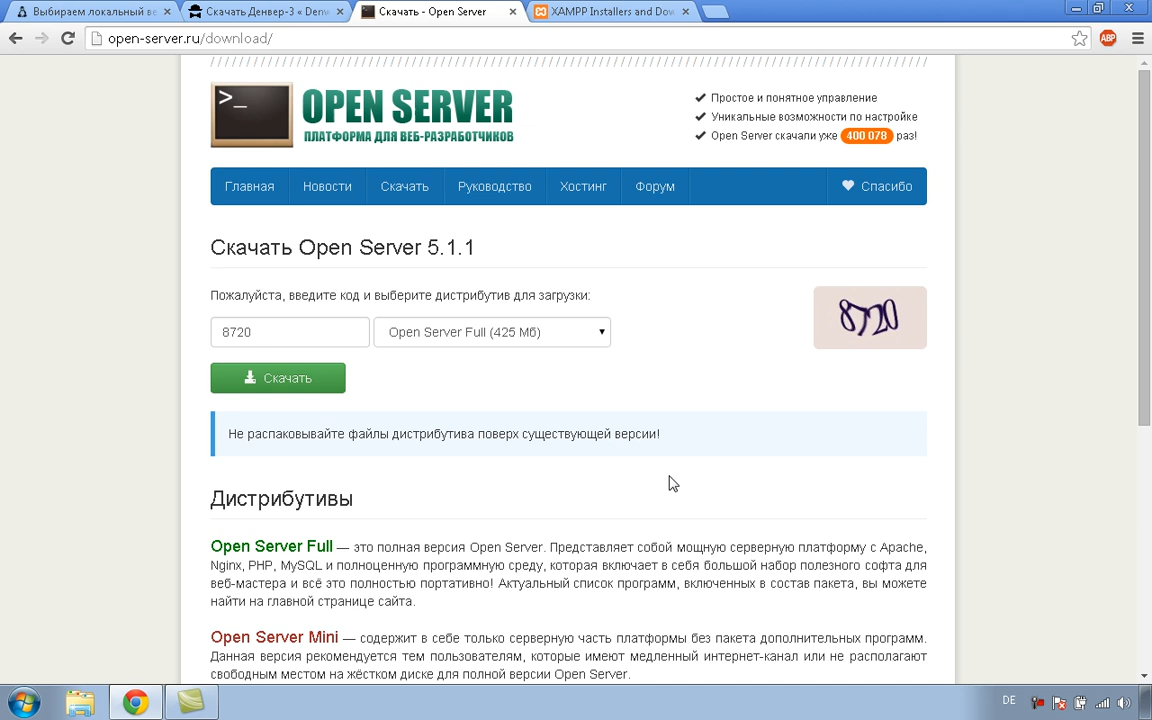 Выбираем локальный ве
Скачать Денвер-3 « Denw
Скачать - Open Server
XAMPP Installers and Dow
open-server.ru/download/
ABP
>_
OPEN SERVER
ПЛАТФОРМА ДЛЯ ВЕБ-РАЗРАБОТЧИКОВ
Простое и понятное управление
Уникальные возможности по настройке
Open Server скачали уже 400 078 раз!
Главная Новости Скачать Руководство Хостинг Форум Спасибо
Скачать Open Server 5.1.1
Пожалуйста, введите код и выберите дистрибутив для загрузки:
8720
8720 Open Server Full (425 Мб)
Скачать
Не распаковывайте файлы дистрибутива поверх существующей версии!
Дистрибутивы
Open Server Full — это полная версия Open Server. Представляет собой мощную серверную платформу с Apache,
Nginx, PHP, MySQL и полноценную программную среду, которая включает в себя большой набор полезного софта для
веб-мастера и всё это полностью портативно! Актуальный список программ, включенных в состав пакета, вы можете
найти на главной странице сайта.
Open Server Mini — содержит в себе только серверную часть платформы без пакета дополнительных программ.
Данная версия рекомендуется тем пользователям, которые имеют медленный интернет-канал или не располагают
свободным местом на жёстком диске для полной версии Open Server.
DE